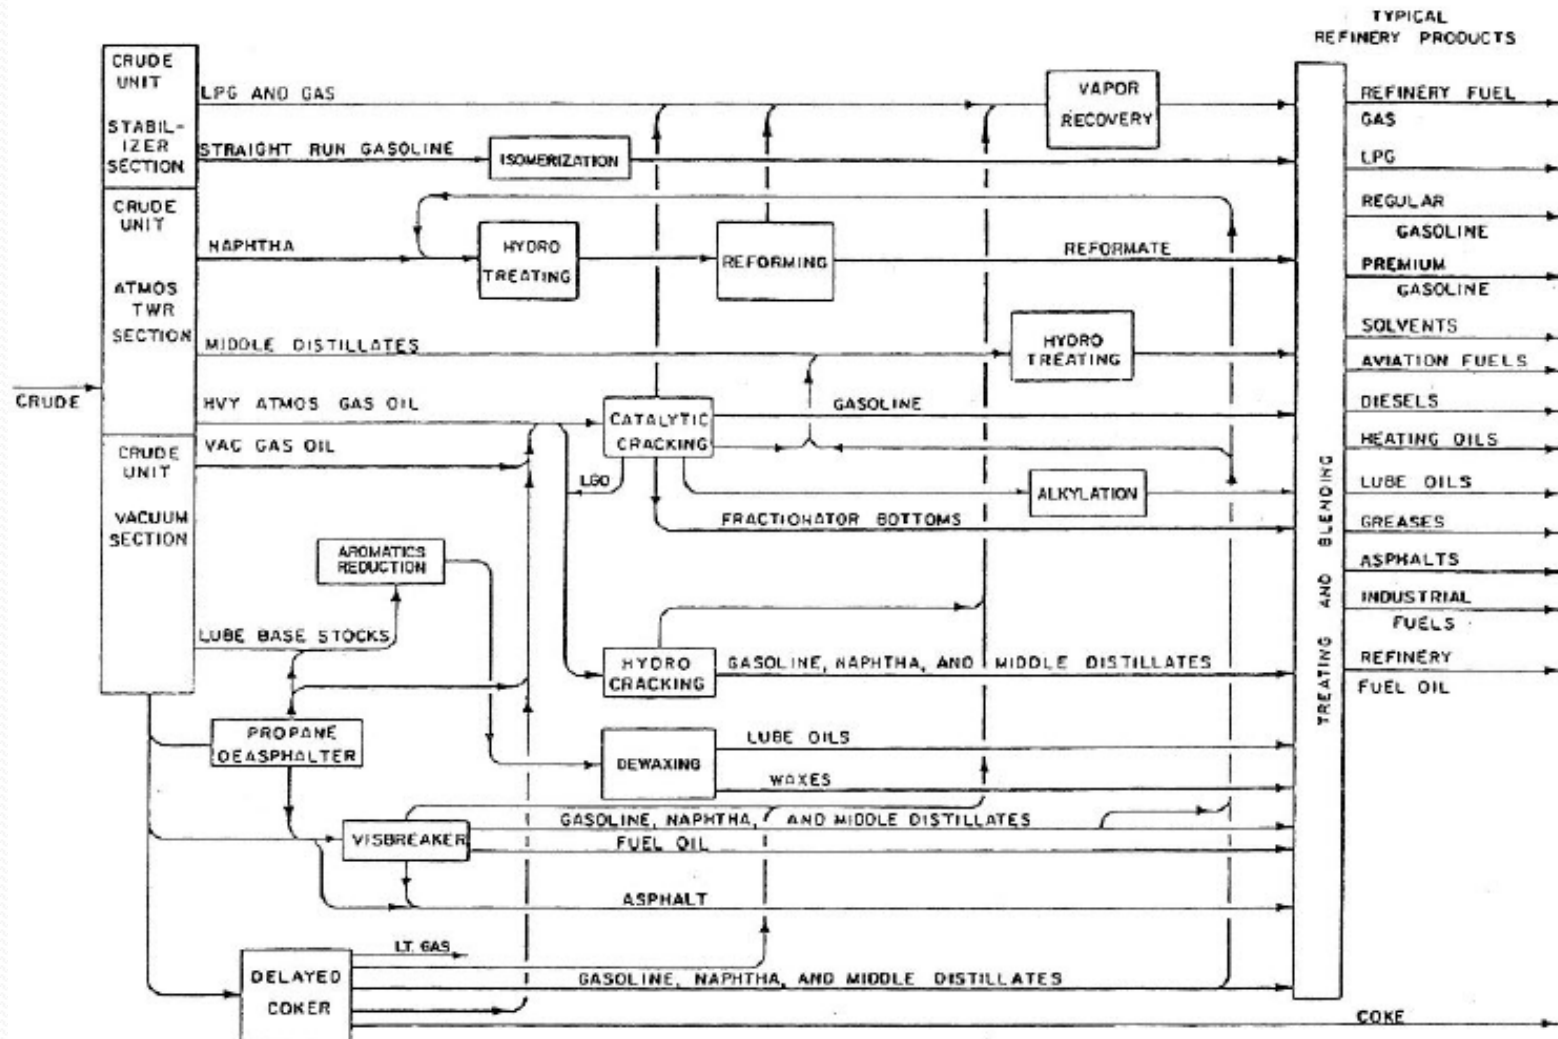 TYPICAL
REFINERY PRODUCTS
CRUDE
UNIT
STABIL-
IZER
SECTION
LPG AND GAS
VAPOR
RECOVERY
REFINERY FUEL
GAS
STRAIGHT RUN GASOLINE
ISOMERIZATION
LPG
CRUDE
UNIT
ATMOS
TWR
SECTION
REGULAR
GASOLINE
NAPHTHA
HYDRO
TREATING
REFORMING
REFORMATE
PREMIUM
GASOLINE
MIDDLE DISTILLATES
HYDRO
TREATING
SOLVENTS
AVIATION FUELS
CRUDE
HVY ATMOS GAS OIL
CATALYTIC
CRACKING
GASOLINE
DIESELS
VAC GAS OIL
HEATING OILS
CRUDE
UNIT
VACUUM
SECTION
LGO
ALKYLATION
LUBE OILS
FRACTIONATOR BOTTOMS
GREASES
AROMATICS
REDUCTION
ASPHALTS
TREATING AND BLENDING
INDUSTRIAL
FUELS
LUBE BASE STOCKS
HYDRO
CRACKING
GASOLINE, NAPHTHA, AND MIDDLE DISTILLATES
REFINERY
FUEL OIL
PROPANE
DEASPHALTER
DEWAXING
LUBE OILS
WAXES
VISBREAKER
GASOLINE, NAPHTHA, AND MIDDLE DISTILLATES
FUEL OIL
ASPHALT
LT. GAS
DELAYED
COKER
GASOLINE, NAPHTHA, AND MIDDLE DISTILLATES
COKE